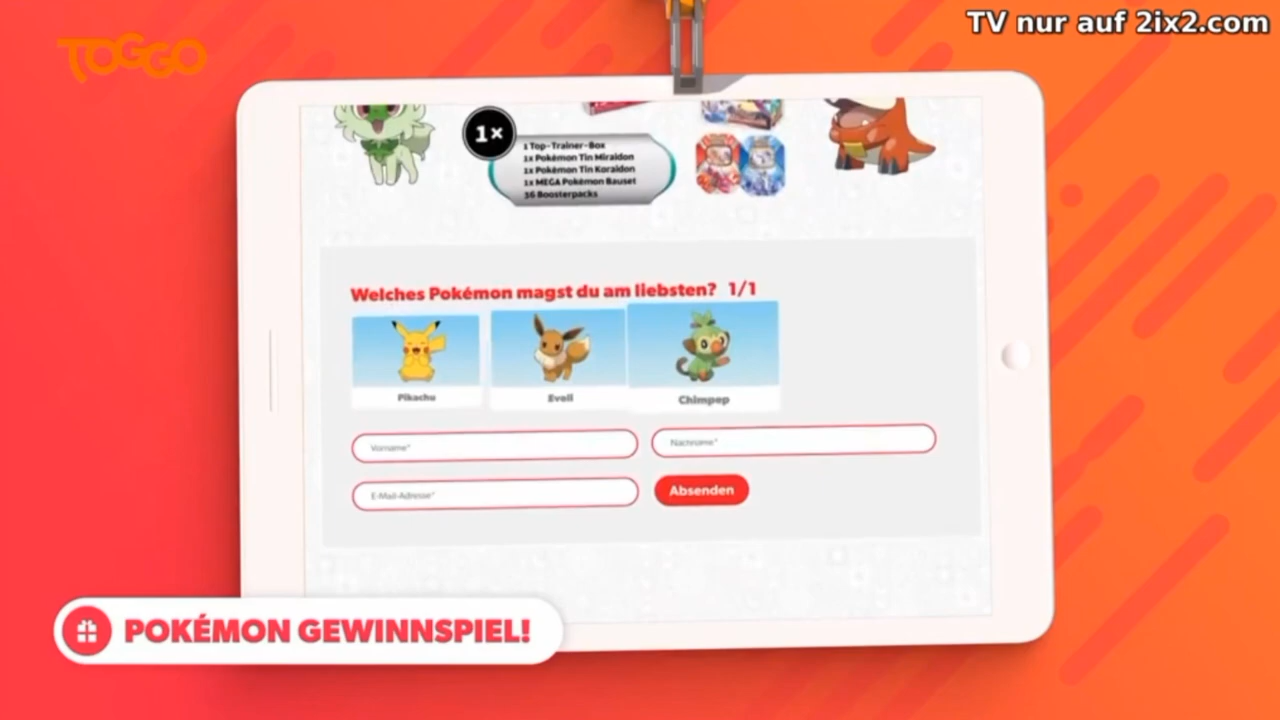 TOGGO
TV nur auf 2ix2.com
1×
1 Top-Trainer-Box
1x Pokémon Tin Miraidon
1x Pokémon Tin Koraidon
1x MEGA Pokémon Bauset
36 Boosterpacks
Welches Pokémon magst du am liebsten? 1/1
Pikachu
Evoli
Chimpep
Vorname*
Nachname*
E-Mail-Adresse*
Absenden
POKÉMON GEWINNSPIEL!